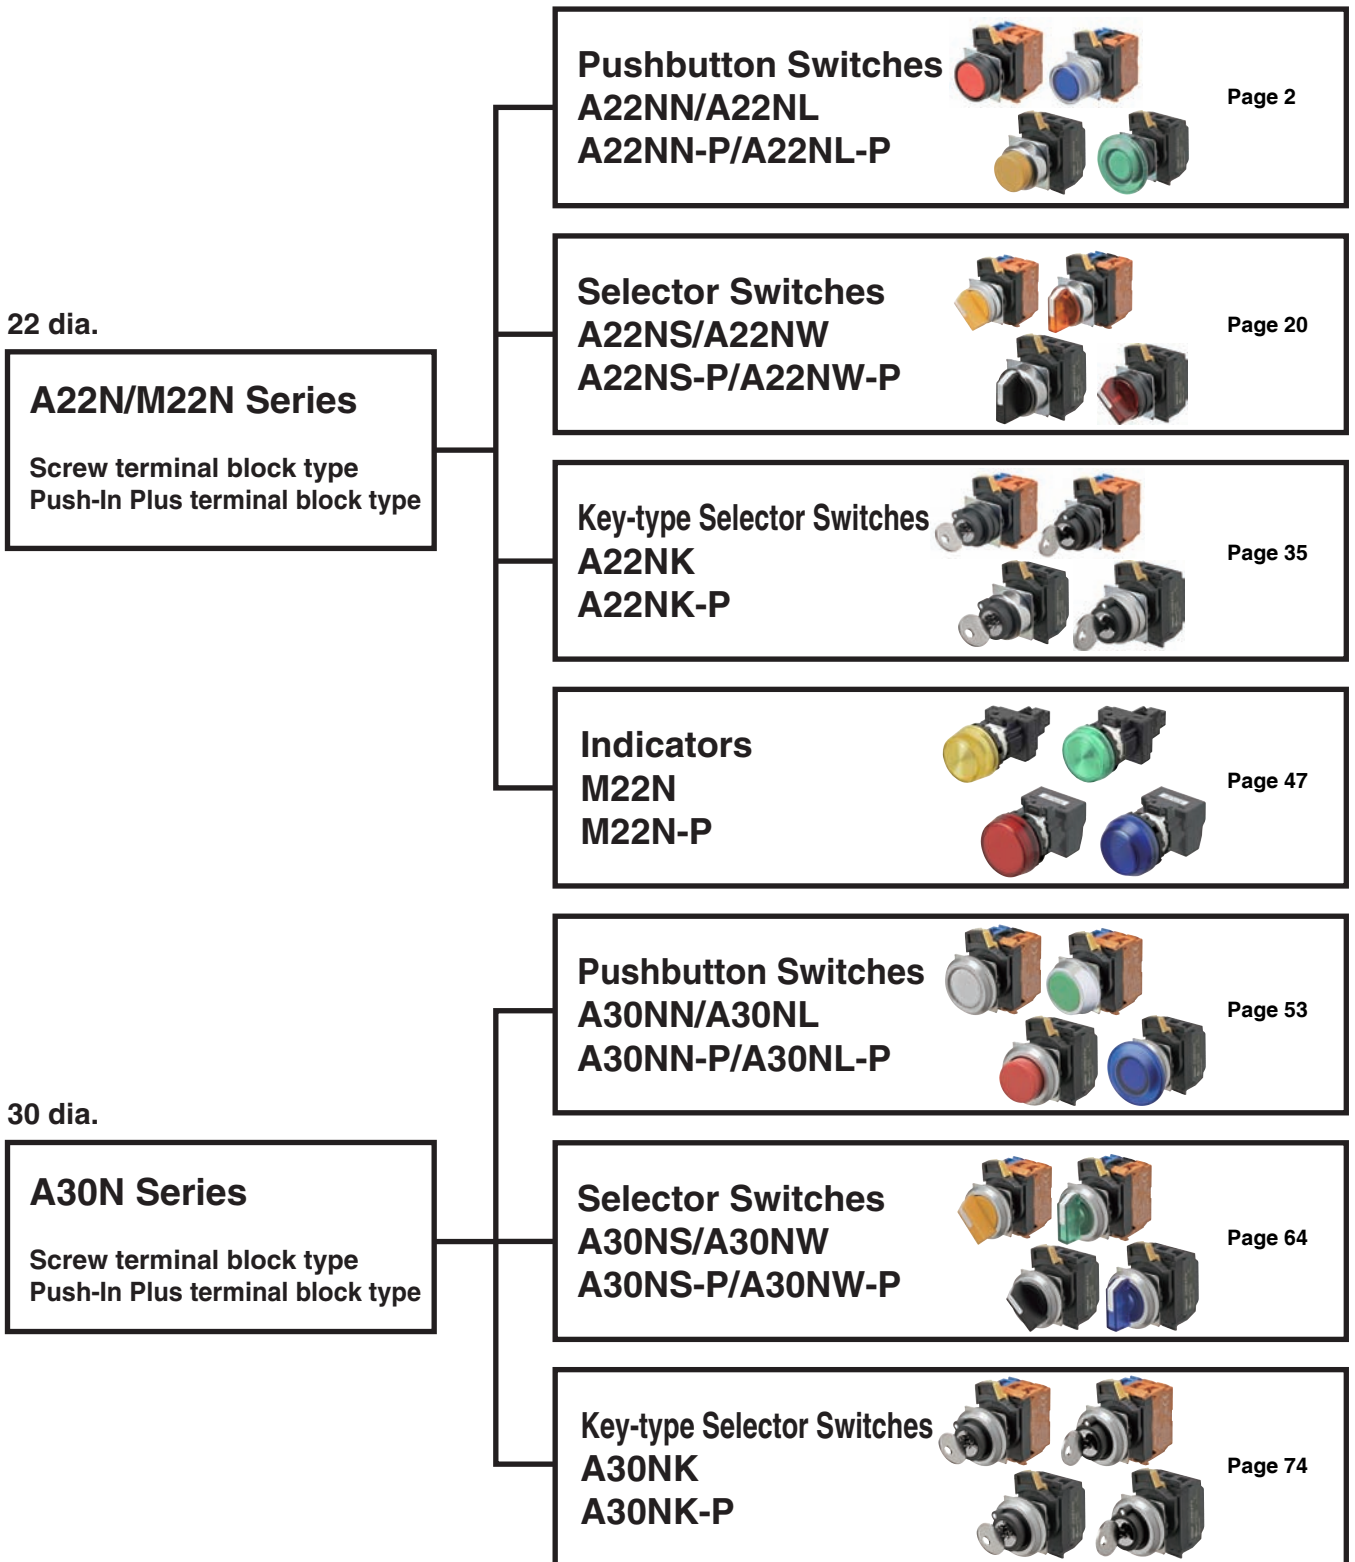 22 dia.
A22N/M22N Series
Screw terminal block type
Push-In Plus terminal block type
Pushbutton Switches
A22NN/A22NL
A22NN-P/A22NL-P
Page 2
Selector Switches
A22NS/A22NW
A22NS-P/A22NW-P
Page 20
Key-type Selector Switches
A22NK
A22NK-P
Page 35
Indicators
M22N
M22N-P
Page 47
30 dia.
A30N Series
Screw terminal block type
Push-In Plus terminal block type
Pushbutton Switches
A30NN/A30NL
A30NN-P/A30NL-P
Page 53
Selector Switches
A30NS/A30NW
A30NS-P/A30NW-P
Page 64
Key-type Selector Switches
A30NK
A30NK-P
Page 74